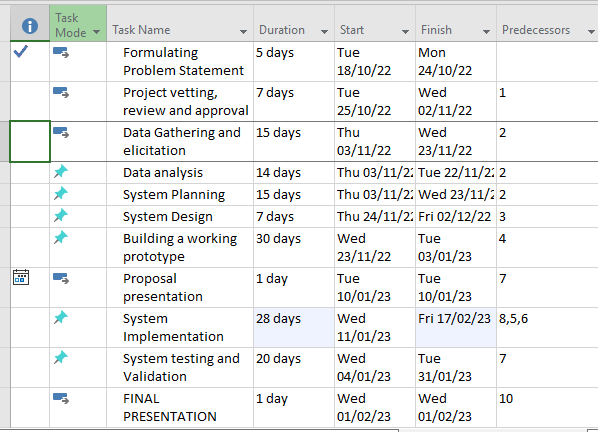 Task Mode Task Name Duration Start Finish Predecessors
Formulating Problem Statement 5 days Tue 18/10/22 Mon 24/10/22
Project vetting, review and approval 7 days Tue 25/10/22 Wed 02/11/22 1
Data Gathering and elicitation 15 days Thu 03/11/22 Wed 23/11/22 2
Data analysis 14 days Thu 03/11/22 Tue 22/11/22 2
System Planning 15 days Thu 03/11/22 Wed 23/11/22 2
System Design 7 days Thu 24/11/22 Fri 02/12/22 3
Building a working prototype 30 days Wed 23/11/22 Tue 03/01/23 4
Proposal presentation 1 day Tue 10/01/23 Tue 10/01/23 7
System Implementation 28 days Wed 11/01/23 Fri 17/02/23 8,5,6
System testing and Validation 20 days Wed 04/01/23 Tue 31/01/23 7
FINAL PRESENTATION 1 day Wed 01/02/23 Wed 01/02/23 10